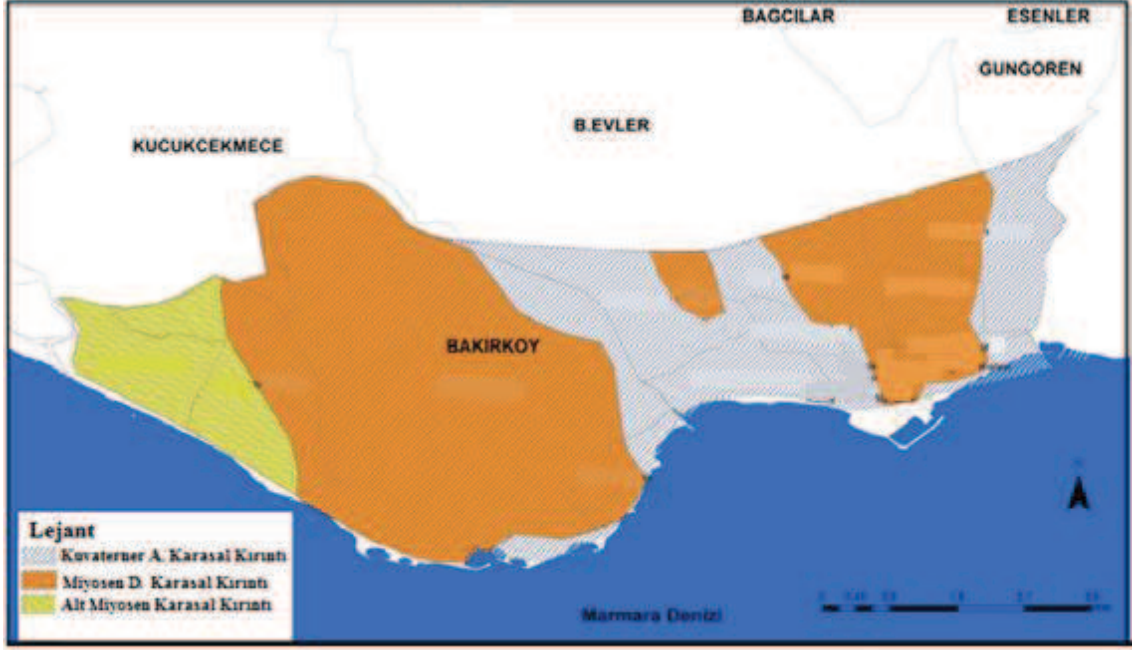 BAGCILAR
ESENLER
GUNGOREN
B.EVLER
KUCUKCEKMECE
BAKIRKOY
Lejant
Kuvaterner A. Karasal Kırıntı
Miyosen D. Karasal Kırıntı
Alt Miyosen Karasal Kırıntı
Marmara Denizi